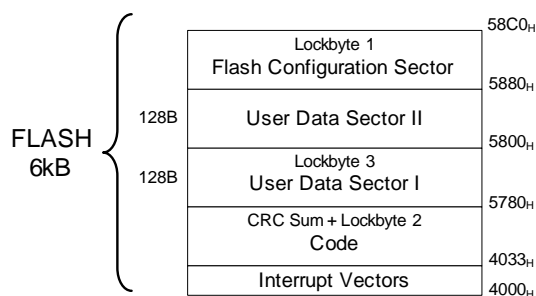 58C0H
Lockbyte 1
Flash Configuration Sector
5880H
128B
User Data Sector II
FLASH
6kB
5800H
Lockbyte 3
128B
User Data Sector I
5780H
CRC Sum + Lockbyte 2
Code
4033H
Interrupt Vectors
4000H